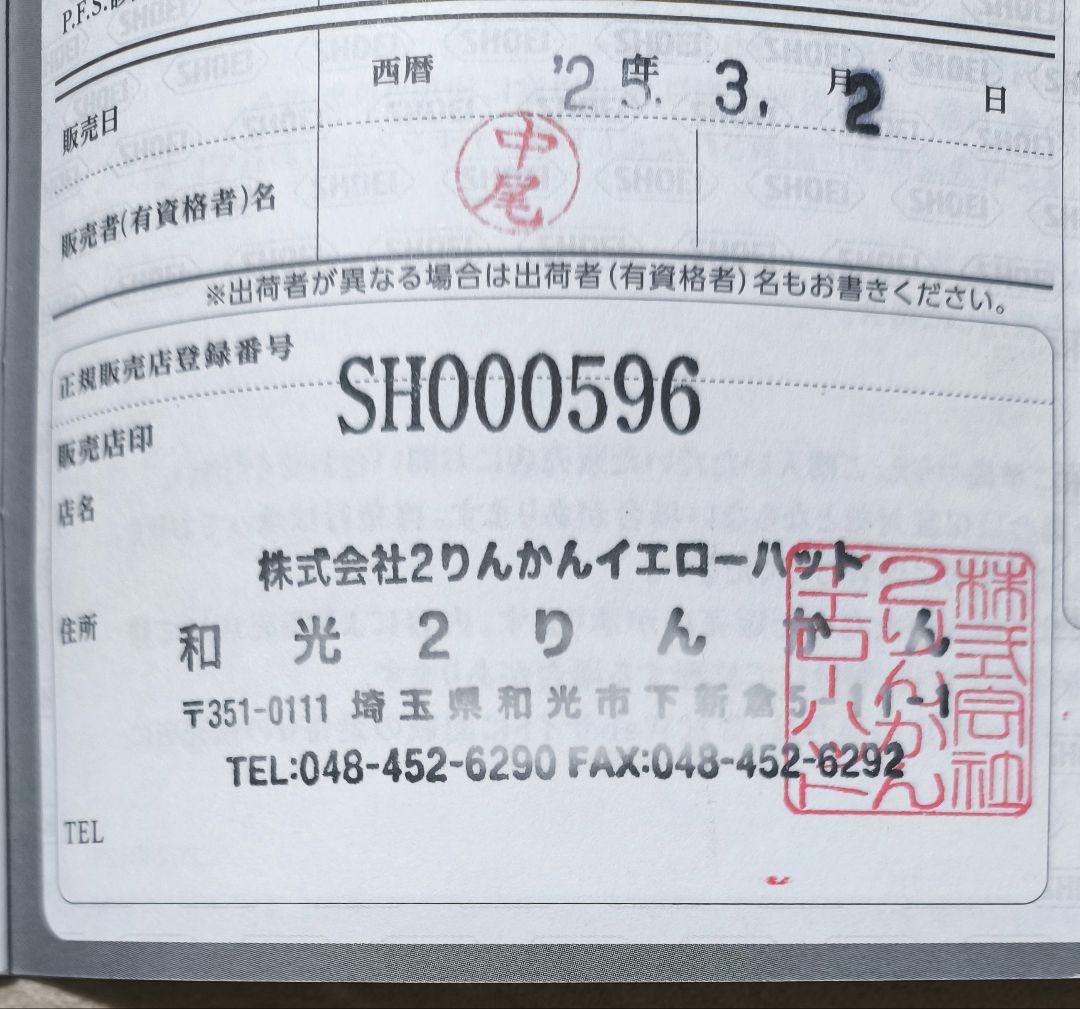 P.F.S.
西暦 '25.年 3. 月 2 日
販売日
販売者(有資格者)名
中尾
※出荷者が異なる場合は出荷者(有資格者)名もお書きください。
正規販売店登録番号 SH000596
販売店印
店名
株式会社2りんかんイエローハット
住所
和光2りんかん
〒351-0111 埼玉県和光市下新倉5-11-1
TEL:048-452-6290 FAX:048-452-6292
株式会社
2りんかん
イエローハット
TEL